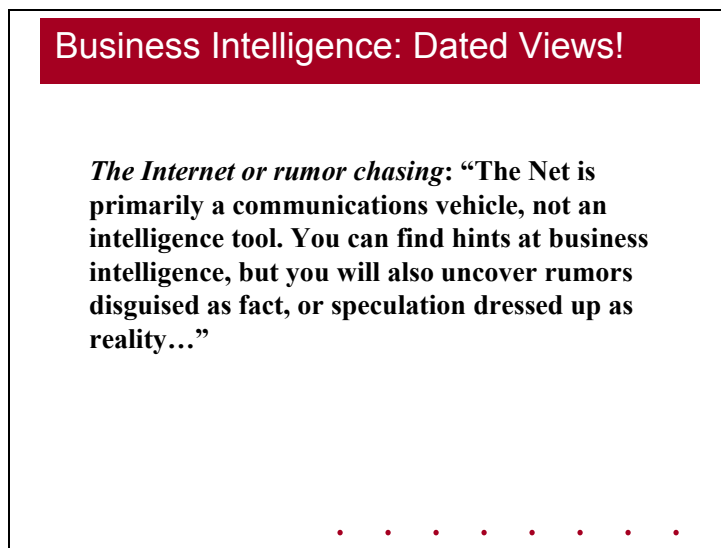 Business Intelligence: Dated Views!
The Internet or rumor chasing: “The Net is
primarily a communications vehicle, not an
intelligence tool. You can find hints at business
intelligence, but you will also uncover rumors
disguised as fact, or speculation dressed up as
reality…”